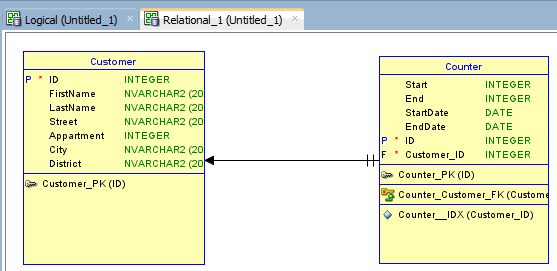 Logical (Untitled_1)
Relational_1 (Untitled_1)
Customer
P * ID INTEGER
FirstName NVARCHAR2 (20
LastName NVARCHAR2 (20
Street NVARCHAR2 (20
Appartment INTEGER
City NVARCHAR2 (20
District NVARCHAR2 (20
Customer_PK (ID)
Counter
Start INTEGER
End INTEGER
StartDate DATE
EndDate DATE
P * ID INTEGER
F * Customer_ID INTEGER
Counter_PK (ID)
Counter_Customer_FK (Custome
Counter__IDX (Customer_ID)